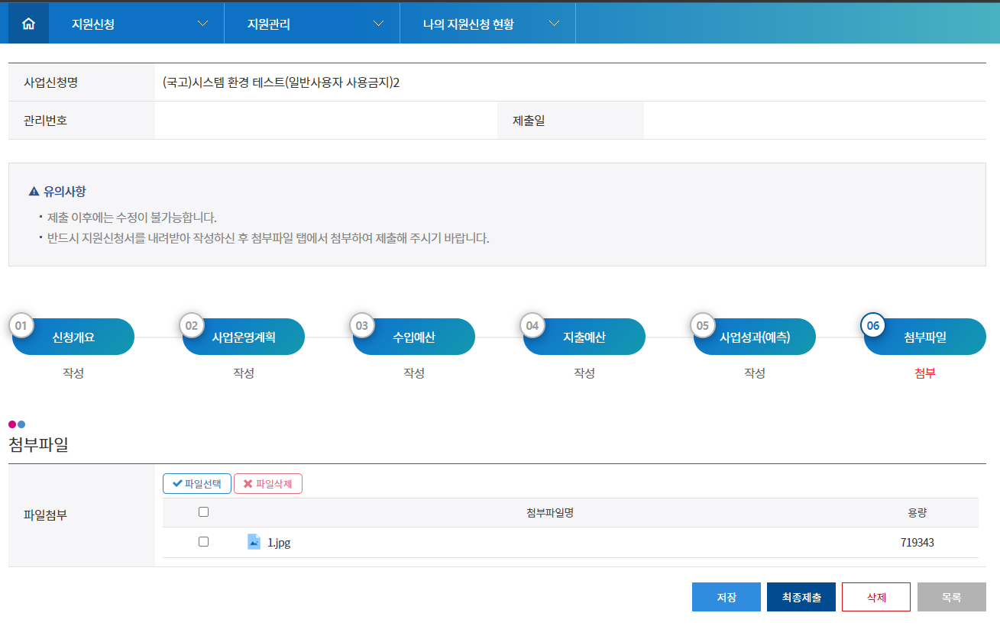 지원신청 지원관리 나의 지원신청 현황
사업신청명 (국고)시스템 환경 테스트(일반사용자 사용금지)2
관리번호 제출일
유의사항
· 제출 이후에는 수정이 불가능합니다.
· 반드시 지원신청서를 내려받아 작성하신 후 첨부파일 탭에서 첨부하여 제출해 주시기 바랍니다.
01 신청개요 02 사업운영계획 03 수입예산 04 지출예산 05 사업성과(예측) 06 첨부파일
작성 작성 작성 작성 작성 첨부
첨부파일
파일선택 파일삭제
파일첨부
첨부파일명 용량
1.jpg 719343
저장 최종제출 삭제 목록